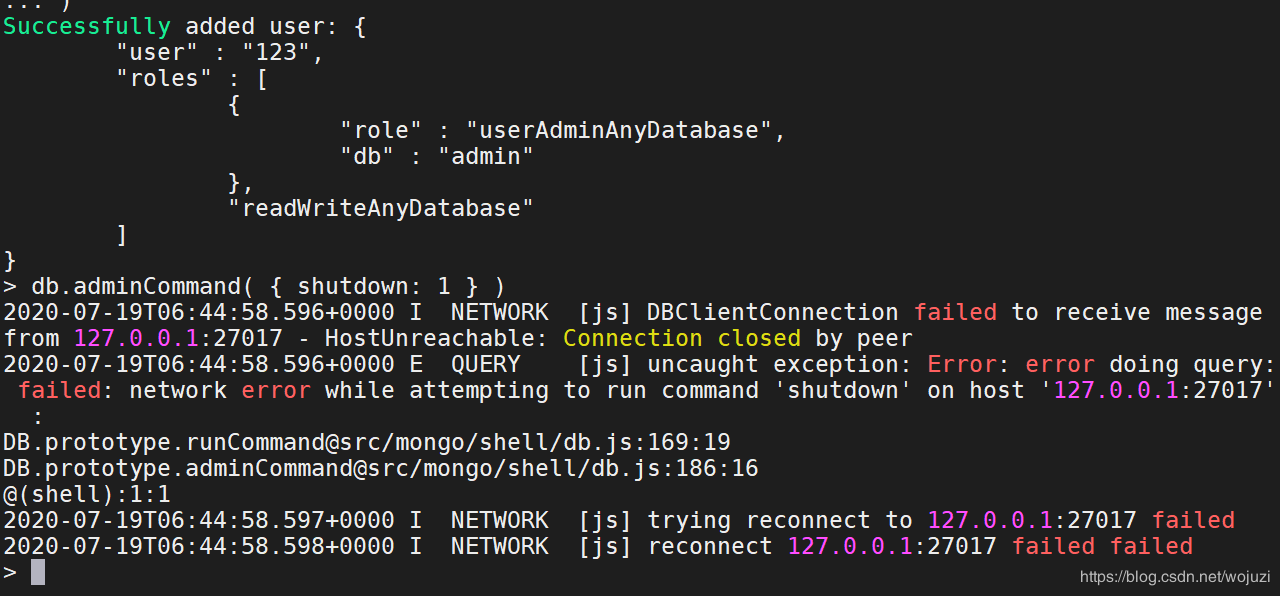 ... )
Successfully added user: {
"user" : "123",
"roles" : [
{
"role" : "userAdminAnyDatabase",
"db" : "admin"
},
"readWriteAnyDatabase"
]
}
> db.adminCommand( { shutdown: 1 } )
2020-07-19T06:44:58.596+0000 I  NETWORK  [js] DBClientConnection failed to receive message
from 127.0.0.1:27017 - HostUnreachable: Connection closed by peer
2020-07-19T06:44:58.596+0000 E  QUERY    [js] uncaught exception: Error: error doing query:
failed: network error while attempting to run command 'shutdown' on host '127.0.0.1:27017'
:
DB.prototype.runCommand@src/mongo/shell/db.js:169:19
DB.prototype.adminCommand@src/mongo/shell/db.js:186:16
@(shell):1:1
2020-07-19T06:44:58.597+0000 I  NETWORK  [js] trying reconnect to 127.0.0.1:27017 failed
2020-07-19T06:44:58.598+0000 I  NETWORK  [js] reconnect 127.0.0.1:27017 failed failed
>
https://blog.csdn.net/wojuzi